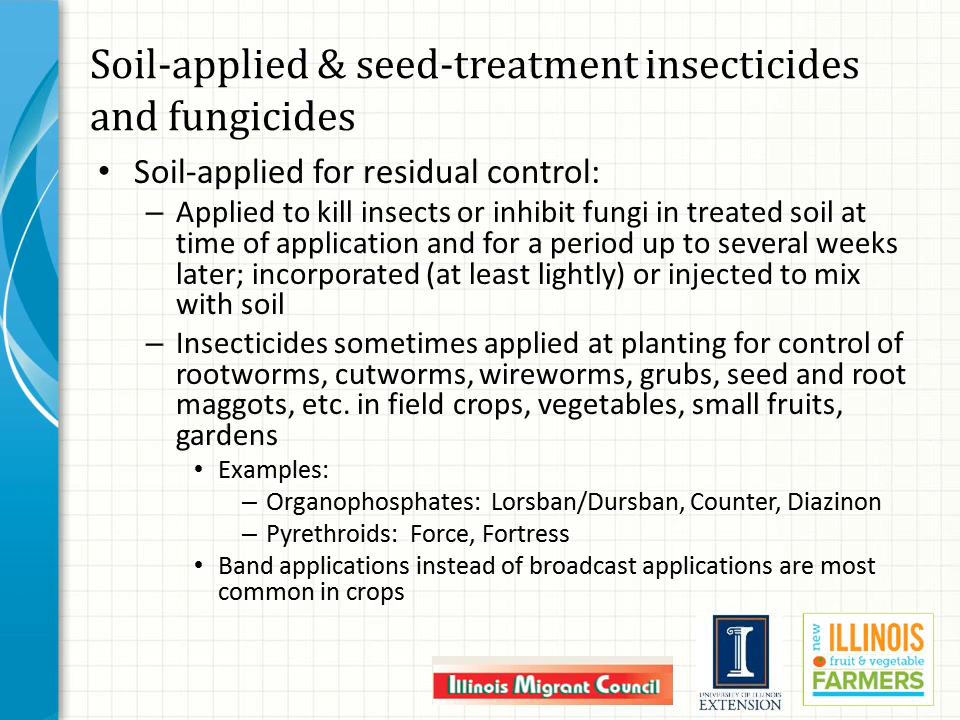 Soil-applied & seed-treatment insecticides
and fungicides
• Soil-applied for residual control:
– Applied to kill insects or inhibit fungi in treated soil at
time of application and for a period up to several weeks
later; incorporated (at least lightly) or injected to mix
with soil
– Insecticides sometimes applied at planting for control of
rootworms, cutworms, wireworms, grubs, seed and root
maggots, etc. in field crops, vegetables, small fruits,
gardens
• Examples:
– Organophosphates: Lorsban/Dursban, Counter, Diazinon
– Pyrethroids: Force, Fortress
• Band applications instead of broadcast applications are most
common in crops
Illinois Migrant Council
I
UNIVERSITY OF ILLINOIS
EXTENSION
new
ILLINOIS
fruit & vegetable
FARMERS